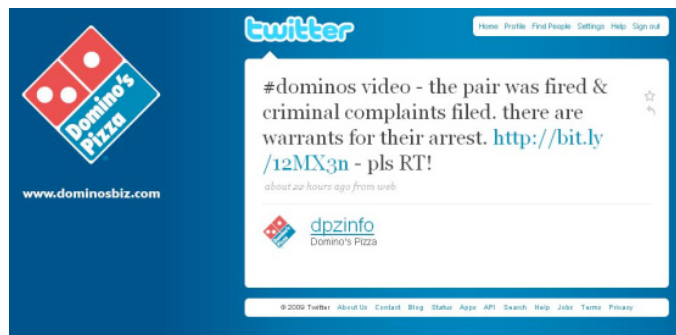 twitter
Home Profile Find People Settings Help Sign out
Domino's
Pizza
www.dominosbiz.com
#dominos video - the pair was fired &
criminal complaints filed. there are
warrants for their arrest. http://bit.ly
/12MX3n - pls RT!
about 22 hours ago from web
dpzinfo
Domino's Pizza
© 2009 Twitter About Us Contact Blog Status Apps API Search Help Jobs Terms Privacy